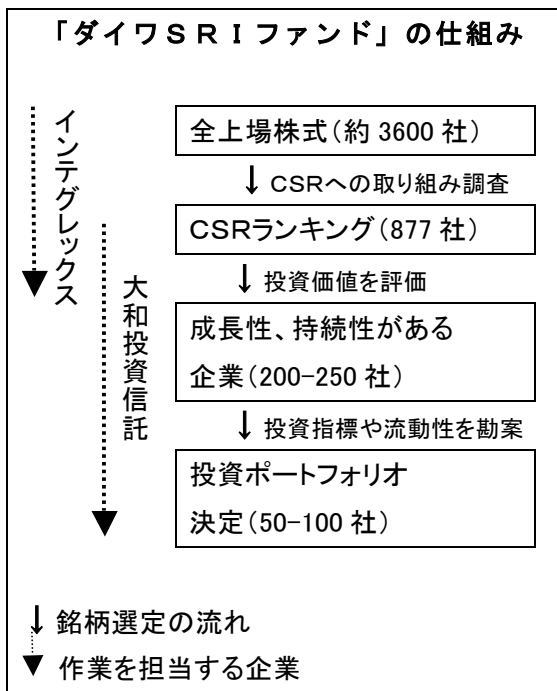 「ダイワＳＲＩファンド」の仕組み
インテグレックス
大和投資信託
全上場株式（約 3600 社）
↓ CSRへの取り組み調査
CSRランキング（877 社）
↓ 投資価値を評価
成長性、持続性がある
企業（200-250 社）
↓ 投資指標や流動性を勘案
投資ポートフォリオ
決定（50-100 社）
↓ 銘柄選定の流れ
▼ 作業を担当する企業